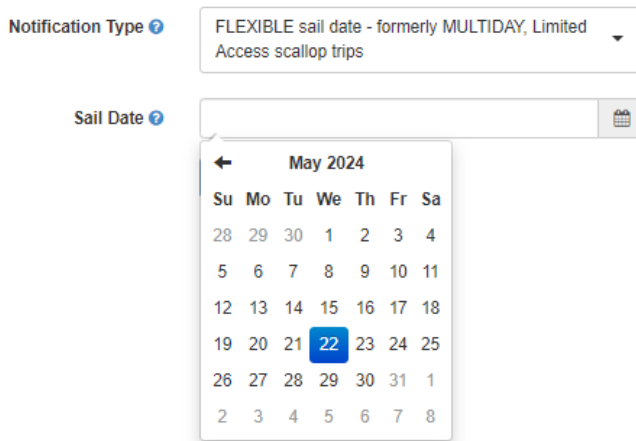 Notification Type
FLEXIBLE sail date - formerly MULTIDAY, Limited
Access scallop trips
Sail Date
May 2024
Su Mo Tu We Th Fr Sa
28 29 30 1 2 3 4
5 6 7 8 9 10 11
12 13 14 15 16 17 18
19 20 21 22 23 24 25
26 27 28 29 30 31 1
2 3 4 5 6 7 8